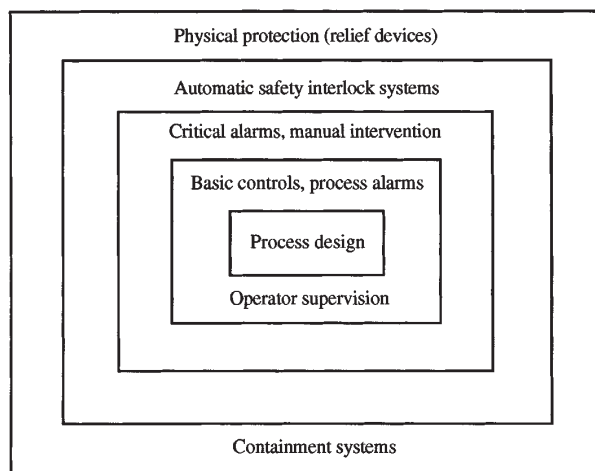 Physical protection (relief devices)
Automatic safety interlock systems
Critical alarms, manual intervention
Basic controls, process alarms
Process design
Operator supervision
Containment systems